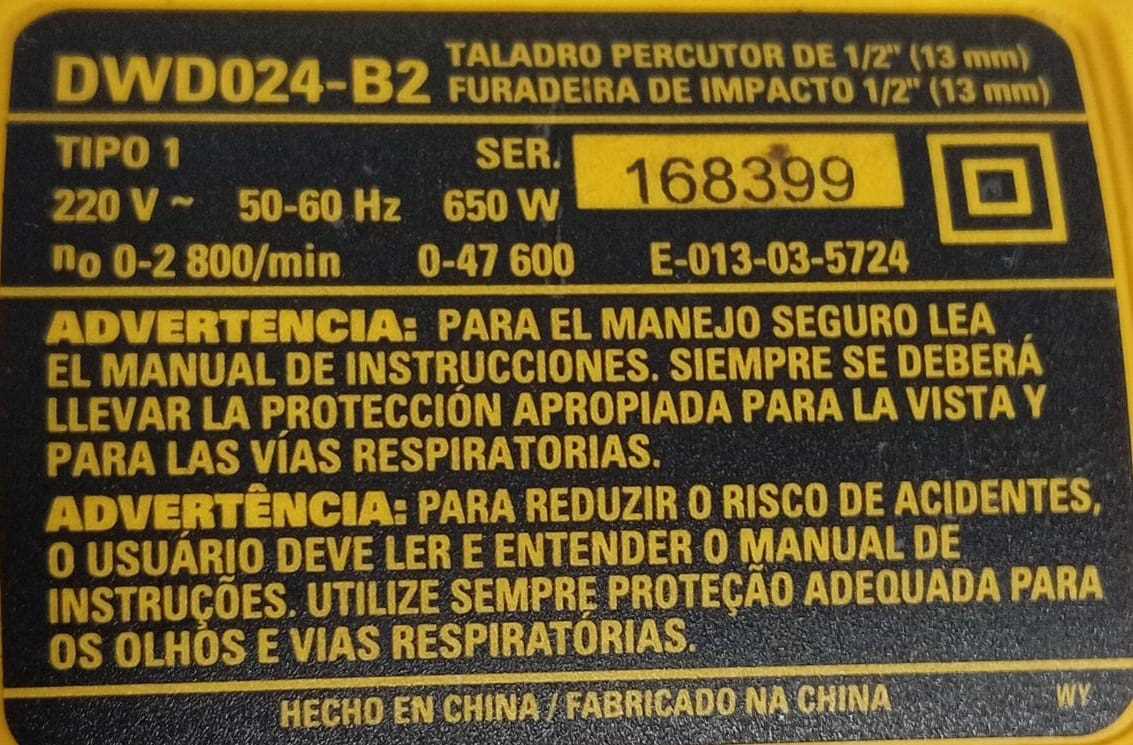 DWD024-B2 TALADRO PERCUTOR DE 1/2" (13 mm)
FURADEIRA DE IMPACTO 1/2" (13 mm)
TIPO 1 SER. 168399
220 V ~ 50-60 Hz 650 W
no 0-2 800/min 0-47 600 E-013-03-5724
ADVERTENCIA: PARA EL MANEJO SEGURO LEA
EL MANUAL DE INSTRUCCIONES. SIEMPRE SE DEBERÁ
LLEVAR LA PROTECCIÓN APROPIADA PARA LA VISTA Y
PARA LAS VÍAS RESPIRATORIAS.
ADVERTÊNCIA: PARA REDUZIR O RISCO DE ACIDENTES,
O USUÁRIO DEVE LER E ENTENDER O MANUAL DE
INSTRUÇÕES. UTILIZE SEMPRE PROTEÇÃO ADEQUADA PARA
OS OLHOS E VIAS RESPIRATÓRIAS.
HECHO EN CHINA / FABRICADO NA CHINA WY